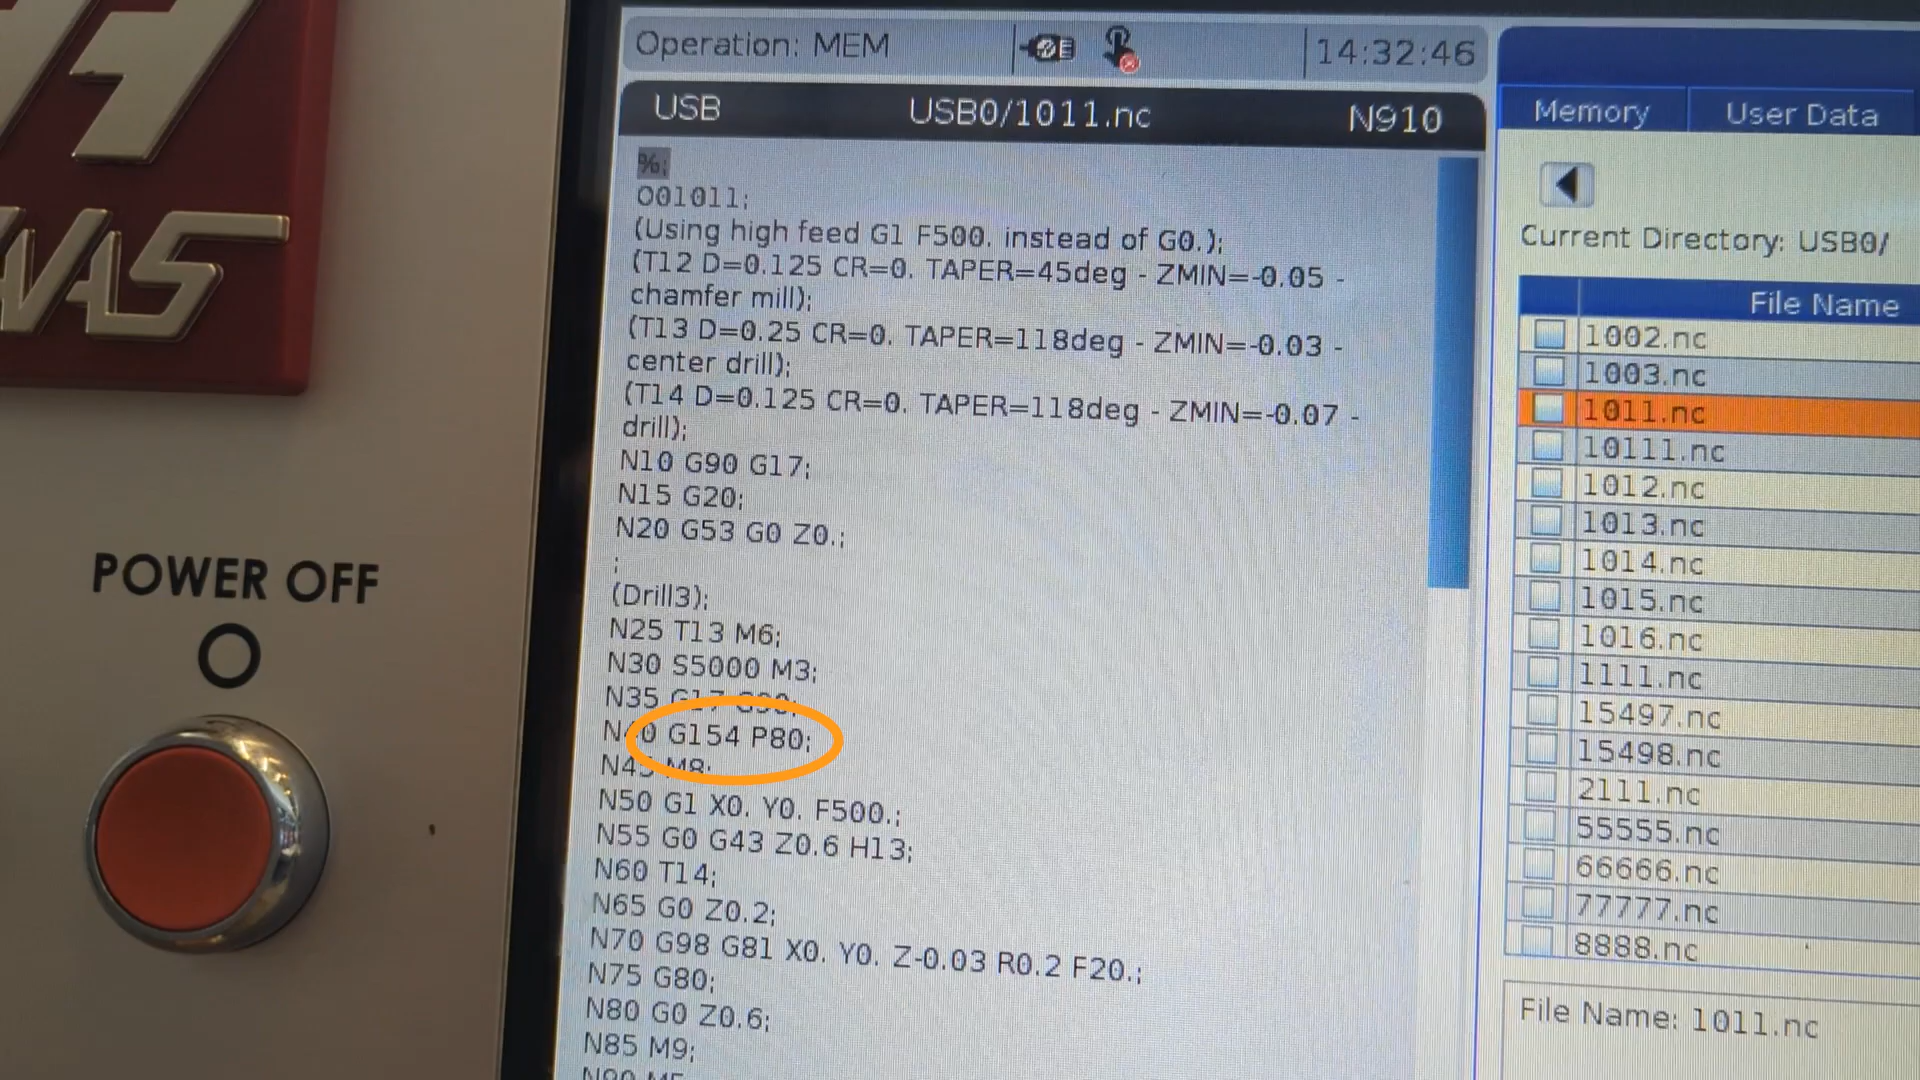 HAAS
POWER OFF
Operation: MEM
14:32:46
USB
USB0/1011.nc
N910
%;
O01011;
(Using high feed G1 F500. instead of G0.);
(T12 D=0.125 CR=0. TAPER=45deg - ZMIN=-0.05 -
chamfer mill);
(T13 D=0.25 CR=0. TAPER=118deg - ZMIN=-0.03 -
center drill);
(T14 D=0.125 CR=0. TAPER=118deg - ZMIN=-0.07 -
drill);
N10 G90 G17;
N15 G20;
N20 G53 G0 Z0.;
;
(Drill3);
N25 T13 M6;
N30 S5000 M3;
N35 G17 G90;
N40 G154 P80;
N45 M8;
N50 G1 X0. Y0. F500.;
N55 G0 G43 Z0.6 H13;
N60 T14;
N65 G0 Z0.2;
N70 G98 G81 X0. Y0. Z-0.03 R0.2 F20.;
N75 G80;
N80 G0 Z0.6;
N85 M9;
Memory
User Data
Current Directory: USB0/
File Name
1002.nc
1003.nc
1011.nc
10111.nc
1012.nc
1013.nc
1014.nc
1015.nc
1016.nc
1111.nc
15497.nc
15498.nc
2111.nc
55555.nc
66666.nc
77777.nc
8888.nc
File Name: 1011.nc